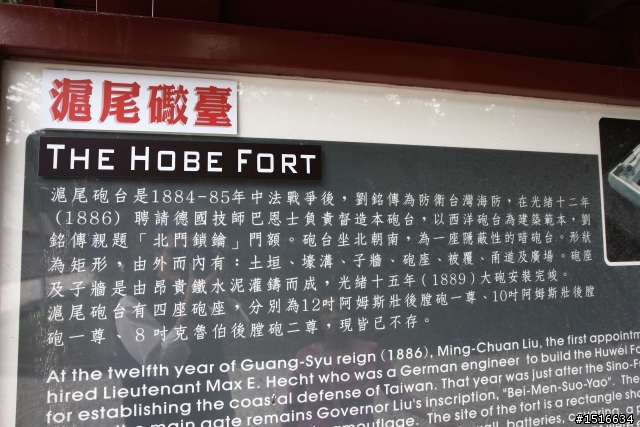 滬尾礮臺
THE HOBE FORT
滬尾砲台是1884-85年中法戰爭後，劉銘傳為防衛台灣海防，在光緒十二年
(1886) 聘請德國技師巴恩士負責督造本砲台，以西洋砲台為建築範本，劉
銘傳親題「北門鎖鑰」門額。砲台坐北朝南，為一座隱蔽性的暗砲台。形狀
為矩形，由外而內有：土垣、壕溝、子牆、砲座、被覆、甬道及廣場。砲座
及子牆是由昂貴鐵水泥灌鑄而成，光緒十五年(1889)大砲安裝完竣。
滬尾砲台有四座砲座，分別為12吋阿姆斯壯後膛砲一尊、10吋阿姆斯壯後膛
砲一尊、8吋克魯伯後膛砲二尊，現皆已不存。
At the twelfth year of Guang-Syu reign (1886), Ming-Chuan Liu, the first appointm
hired Lieutenant Max E. Hecht who was a German engineer to build the Huwei Fo
for establishing the coastal defense of Taiwan. That year was just after the Sino-F
main gate remains Governor Liu's inscription, "Bei-Men-Suo-Yao". The
camouflage. The site of the fort is a rectangle sha
wall, batteries, covering, a
#1516634